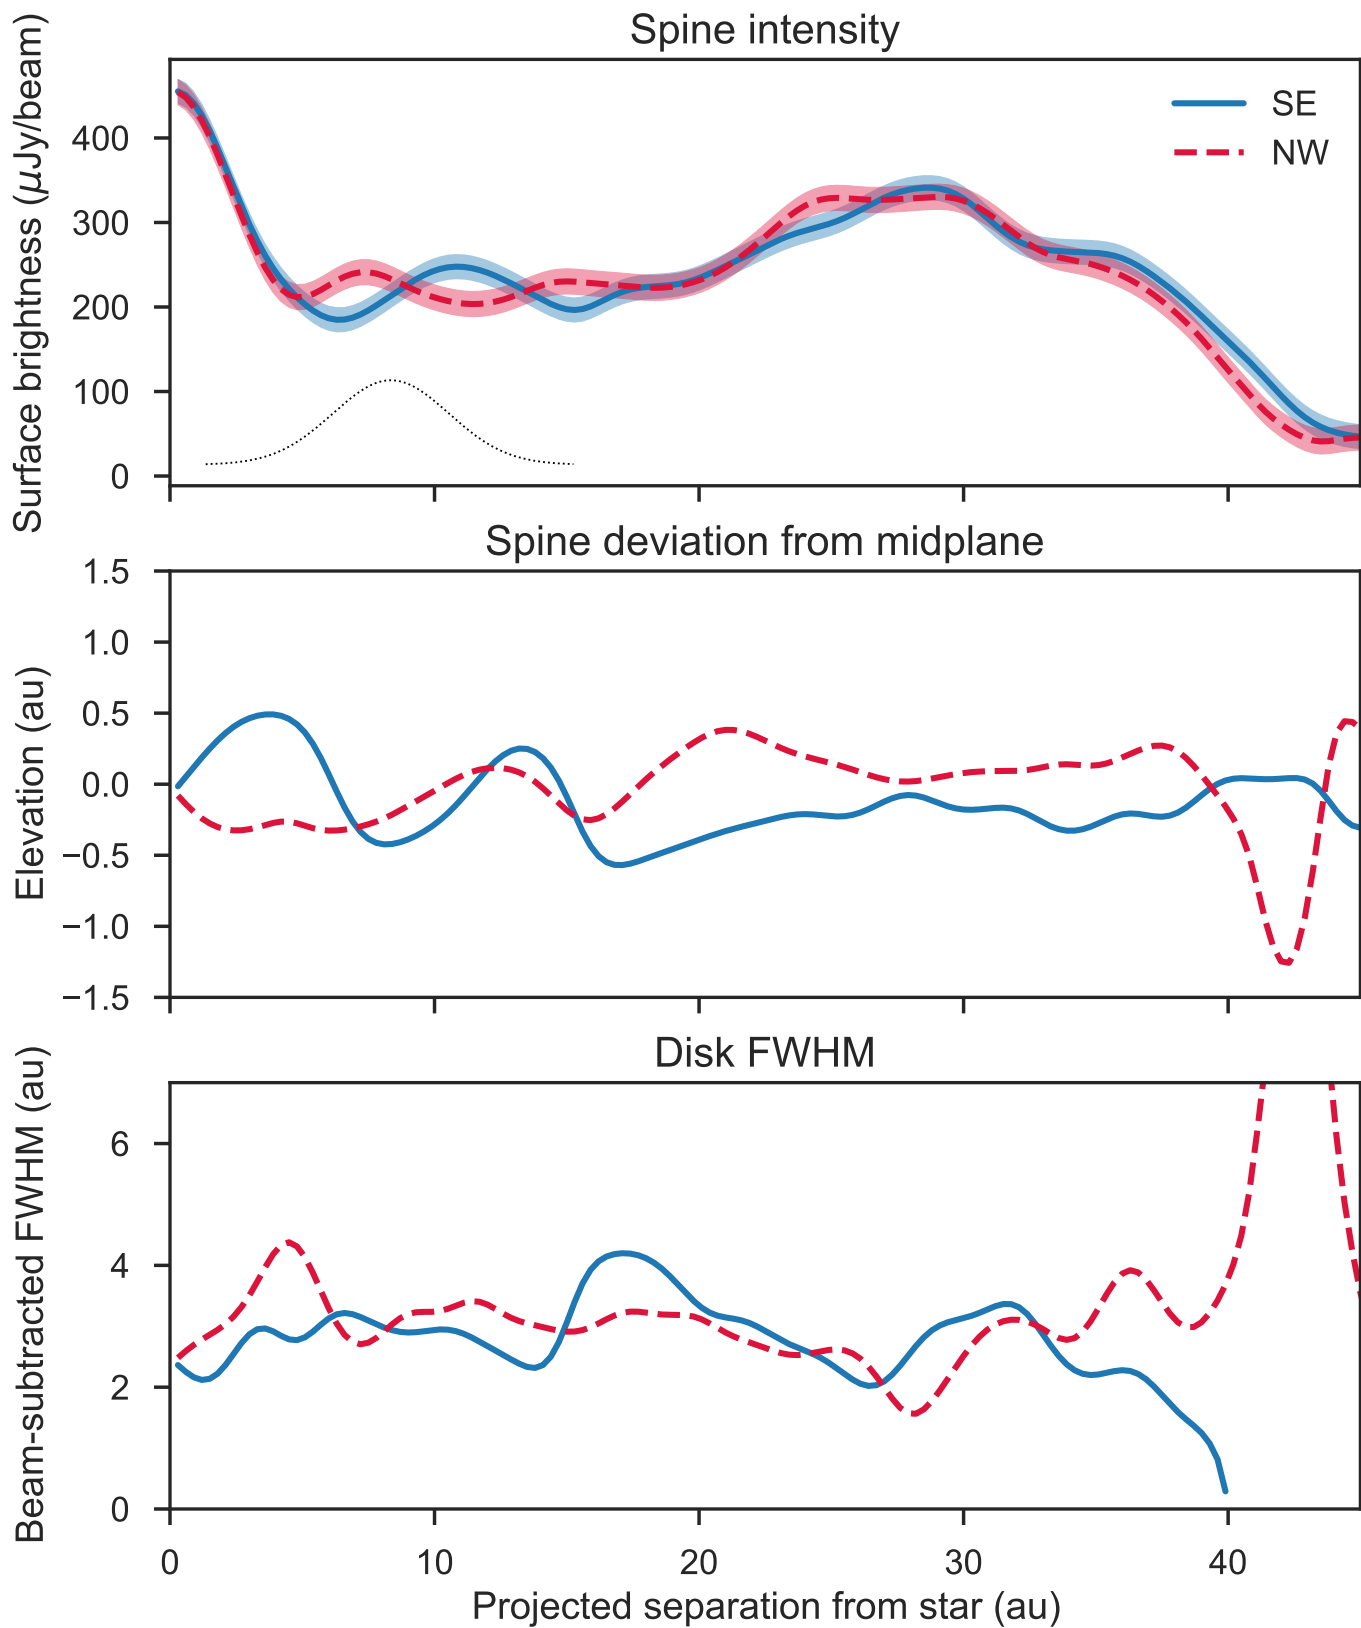 Spine intensity
Surface brightness (μJy/beam)
400
300
200
100
0
SE
NW
Spine deviation from midplane
Elevation (au)
1.5
1.0
0.5
0.0
−0.5
−1.0
−1.5
Disk FWHM
Beam-subtracted FWHM (au)
6
4
2
0
0 10 20 30 40
Projected separation from star (au)